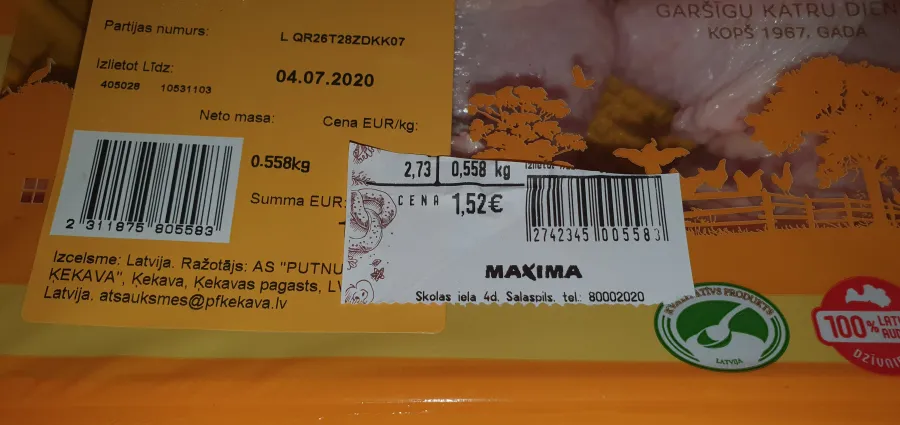 GARŠĪGU KATRU DIEN
KOPŠ 1967. GADA
Partijas numurs:
L QR26T28ZDKK07
Izlietot Līdz:
04.07.2020
405028 10531103
Neto masa:
Cena EUR/kg:
0.558kg
Summa EUR:
2 311875 805583
Izcelsme: Latvija. Ražotājs: AS "PUTNU
ĶEKAVA", Ķekava, Ķekavas pagasts, LV
Latvija. atsauksmes@pfkekava.lv
2,73 0,558 kg
CENA 1,52€
2742345 005583
MAXIMA
Skolas iela 4d. Salaspils. tel.: 80002020
PRODUKTS
LATVIJA
100%